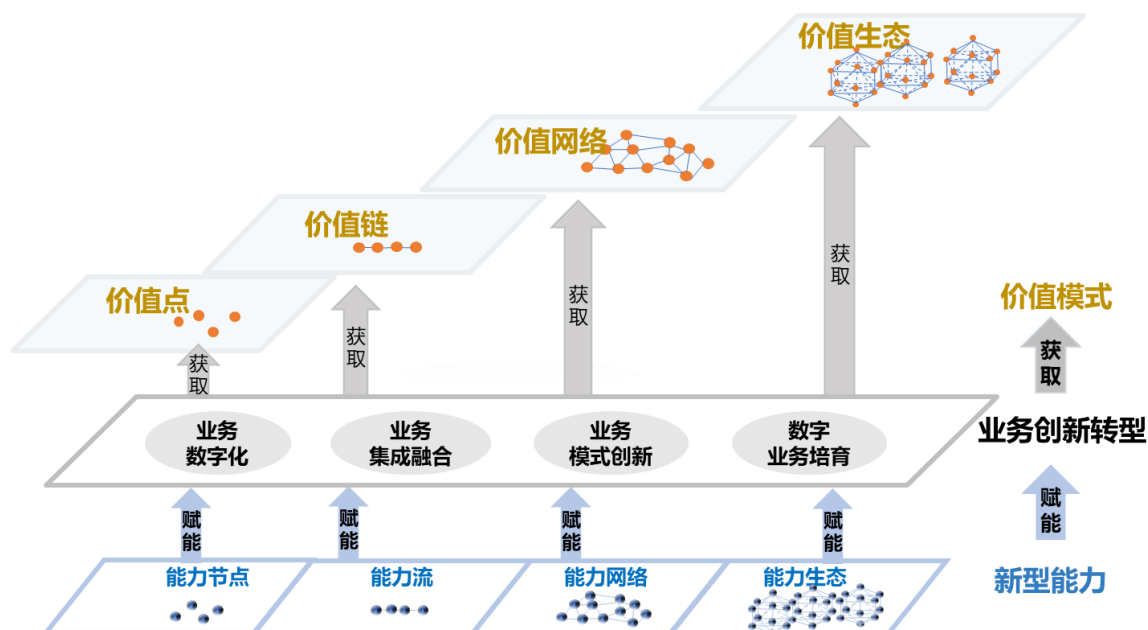 价值生态
价值网络
价值链
价值点
获取
获取
获取
获取
价值模式
获取
业务
数字化
业务
集成融合
业务
模式创新
数字
业务培育
业务创新转型
赋能
赋能
赋能
赋能
赋能
能力节点
能力流
能力网络
能力生态
新型能力